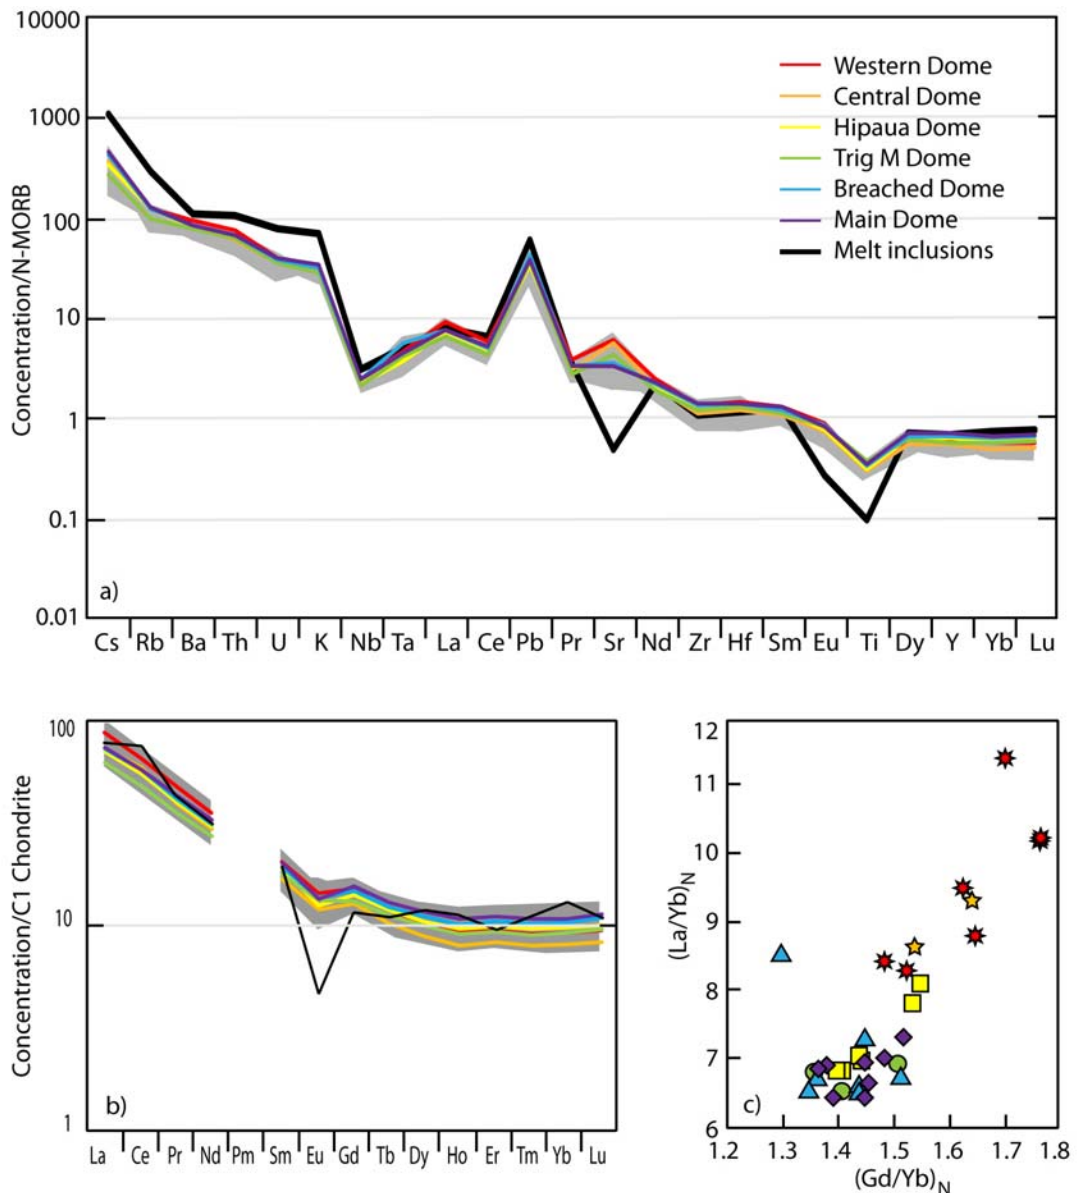 10000
1000
100
10
1
0.1
0.01
Concentration/N-MORB
Western Dome
Central Dome
Hipaua Dome
Trig M Dome
Breached Dome
Main Dome
Melt inclusions
a)
Cs Rb Ba Th U K Nb Ta La Ce Pb Pr Sr Nd Zr Hf Sm Eu Ti Dy Y Yb Lu
100
10
1
Concentration/C1 Chondrite
b)
La Ce Pr Nd Pm Sm Eu Gd Tb Dy Ho Er Tm Yb Lu
12
11
10
9
8
7
6
(La/Yb)N
c)
1.2 1.3 1.4 1.5 1.6 1.7 1.8
(Gd/Yb)N